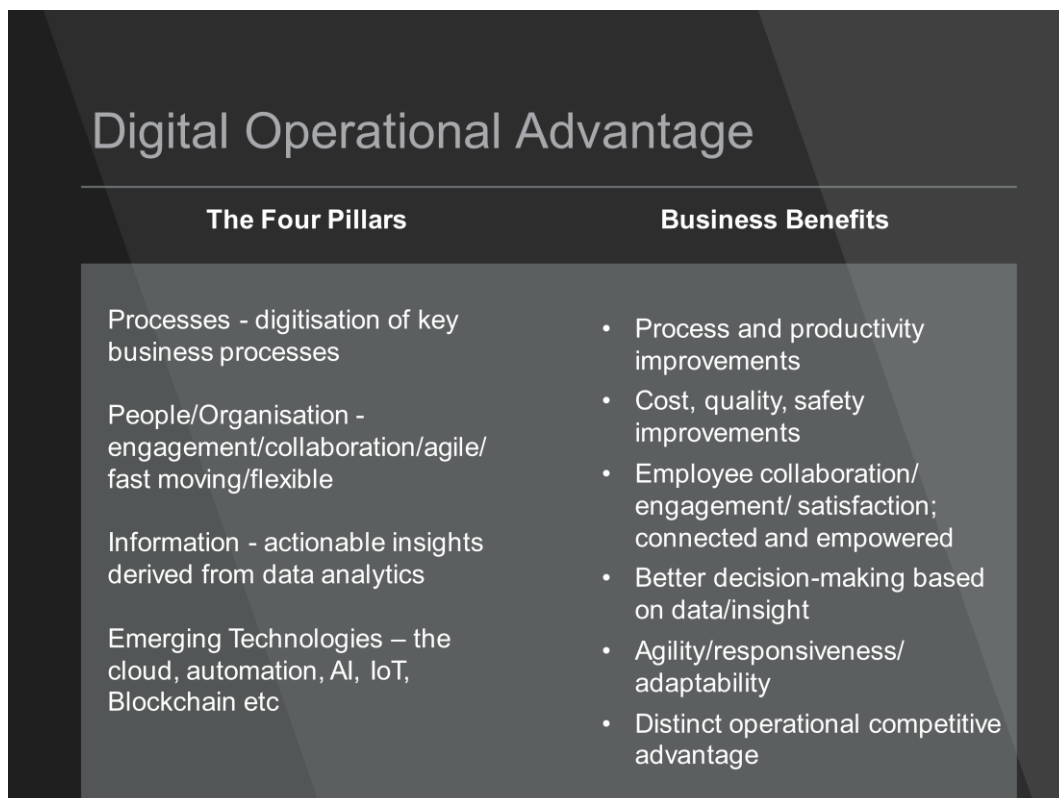 Digital Operational Advantage
The Four Pillars
Business Benefits
Processes - digitisation of key
business processes
People/Organisation -
engagement/collaboration/agile/
fast moving/flexible
Information - actionable insights
derived from data analytics
Emerging Technologies – the
cloud, automation, AI, IoT,
Blockchain etc
• Process and productivity
improvements
• Cost, quality, safety
improvements
• Employee collaboration/
engagement/ satisfaction;
connected and empowered
• Better decision-making based
on data/insight
• Agility/responsiveness/
adaptability
• Distinct operational competitive
advantage